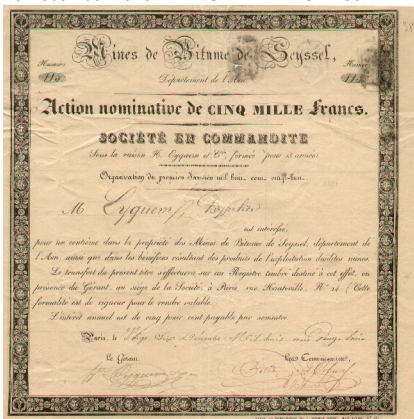 Mines de Bitume de Seyssel,
Numéro Numéro
113 113
Département de l'Ain
Action nominative de CINQ MILLE Francs.
SOCIÉTÉ EN COMMANDITE
Sous la raison H. et Cie, formée pour années
Organisation du premier Janvier mil huit cent vingt-
M
est intéressé,
pour un centième dans la propriété des Mines de Bitume de Seyssel, département de
l'Ain, ainsi que dans les bénéfices résultant des produits de l'exploitation desdites mines.
Le transfert du présent titre s'effectuera sur un Registre timbré destiné à cet effet, en
présence du Gérant, au siège de la Société à Paris, rue Hauteville, N° 14 (Cette
formalité est de rigueur pour le rendre valable.
L'intérêt annuel est de cinq pour cent payable par semestre.
Paris, le Mil huit cent
Le Gérant, Les Commissaires,